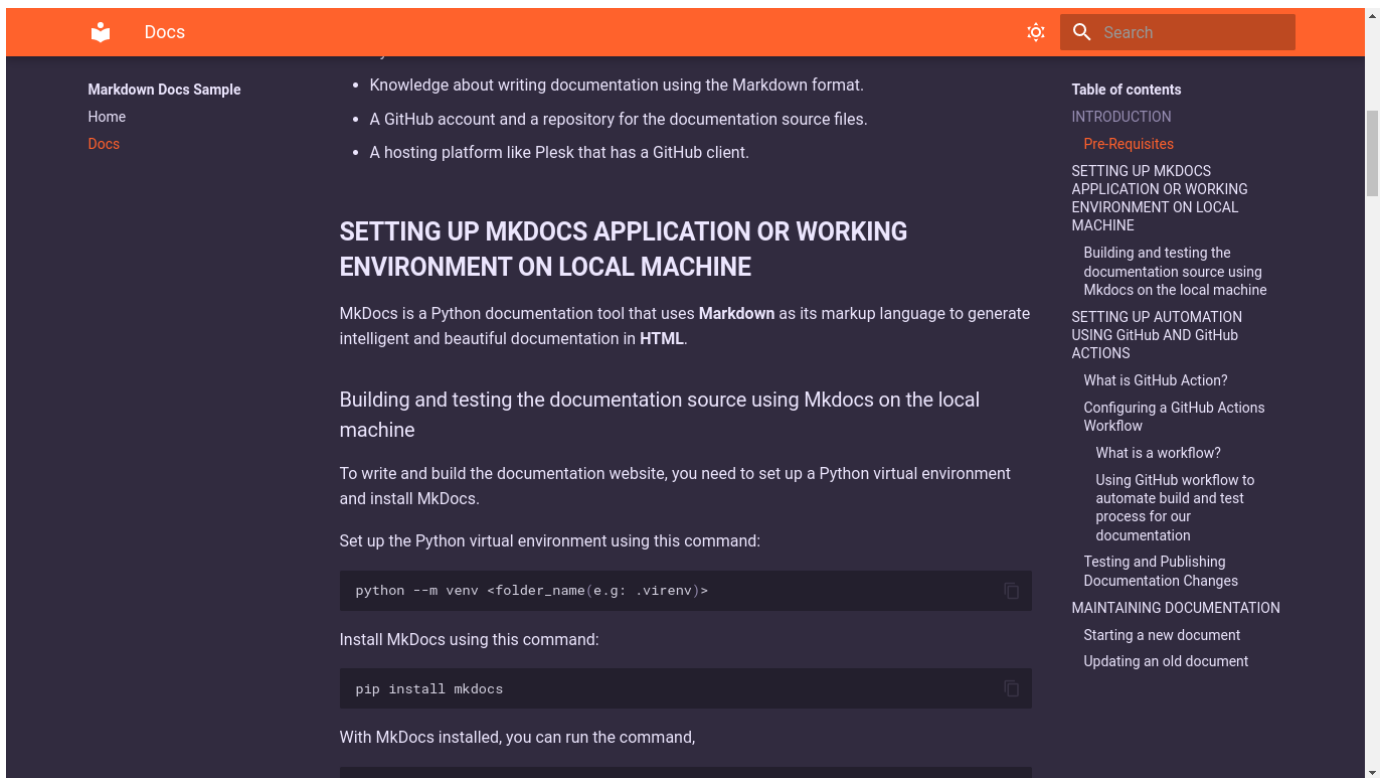 Docs
Search
Markdown Docs Sample
Home
Docs
Knowledge about writing documentation using the Markdown format.
A GitHub account and a repository for the documentation source files.
A hosting platform like Plesk that has a GitHub client.
SETTING UP MKDOCS APPLICATION OR WORKING
ENVIRONMENT ON LOCAL MACHINE
MkDocs is a Python documentation tool that uses Markdown as its markup language to generate
intelligent and beautiful documentation in HTML.
Building and testing the documentation source using Mkdocs on the local
machine
To write and build the documentation website, you need to set up a Python virtual environment
and install MkDocs.
Set up the Python virtual environment using this command:
python --m venv <folder_name(e.g: .virenv)>
Install MkDocs using this command:
pip install mkdocs
With MkDocs installed, you can run the command,
Table of contents
INTRODUCTION
Pre-Requisites
SETTING UP MKDOCS
APPLICATION OR WORKING
ENVIRONMENT ON LOCAL
MACHINE
Building and testing the
documentation source using
Mkdocs on the local machine
SETTING UP AUTOMATION
USING GitHub AND GitHub
ACTIONS
What is GitHub Action?
Configuring a GitHub Actions
Workflow
What is a workflow?
Using GitHub workflow to
automate build and test
process for our
documentation
Testing and Publishing
Documentation Changes
MAINTAINING DOCUMENTATION
Starting a new document
Updating an old document